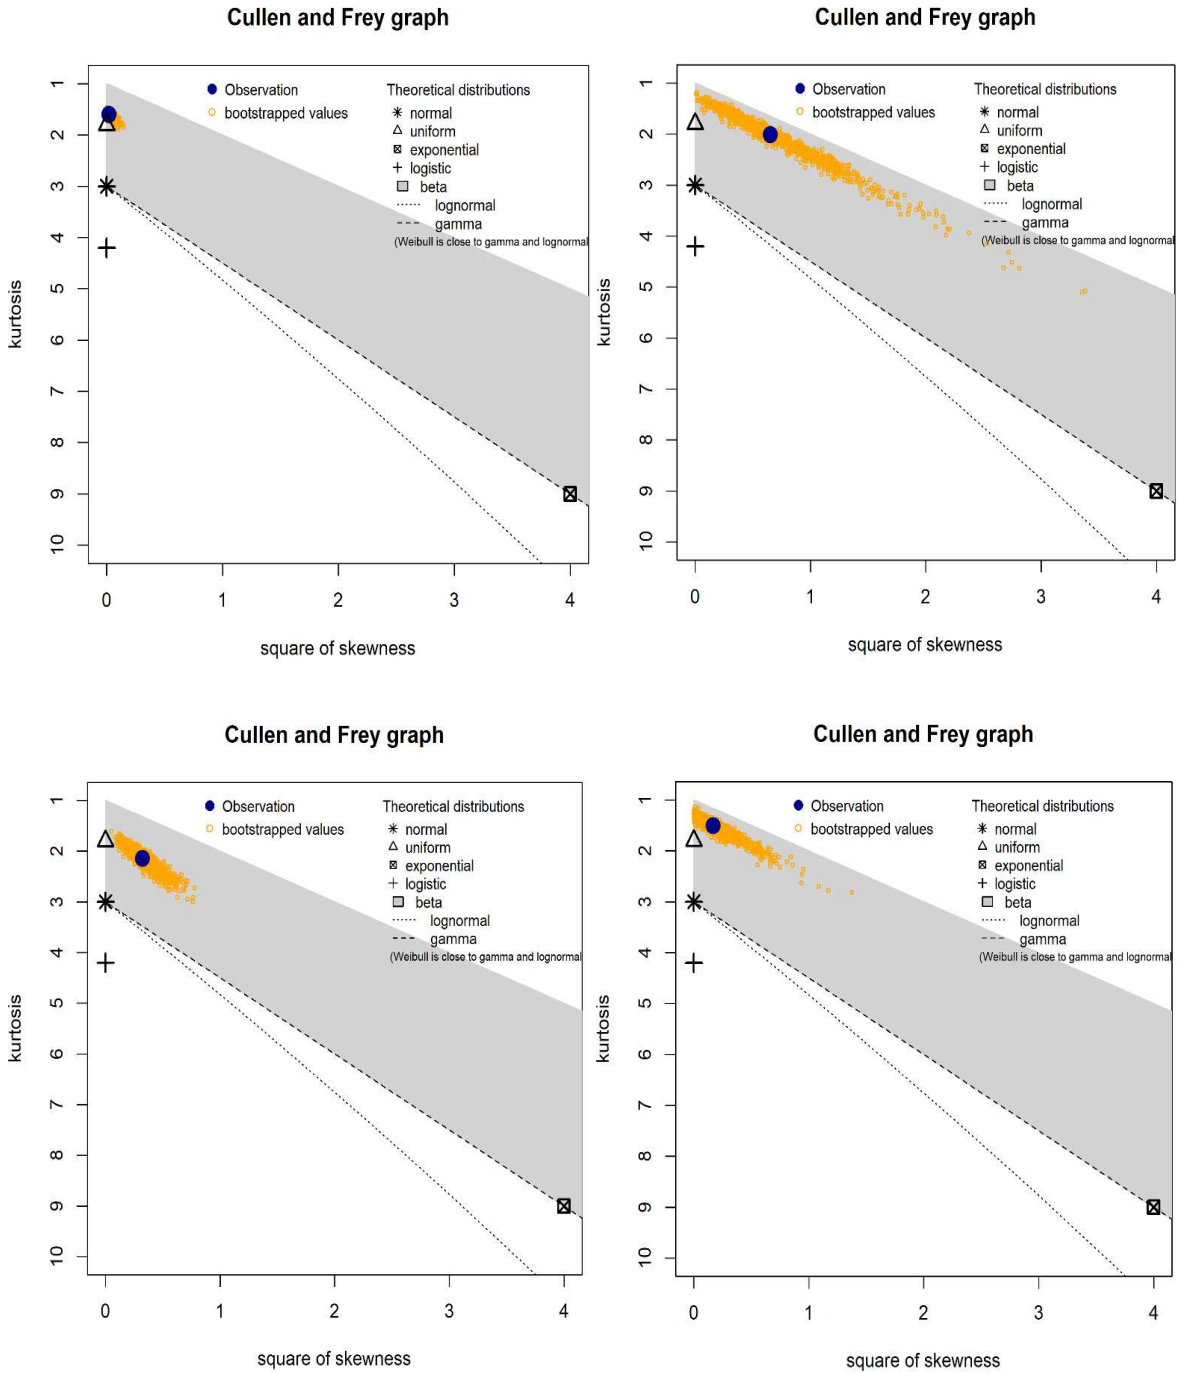 Cullen and Frey graph
Observation
bootstrapped values
Theoretical distributions
normal
uniform
exponential
logistic
beta
lognormal
gamma
(Weibull is close to gamma and lognormal
kurtosis
1
2
3
4
5
6
7
8
9
10
0 1 2 3 4
square of skewness
Cullen and Frey graph
Observation
bootstrapped values
Theoretical distributions
normal
uniform
exponential
logistic
beta
lognormal
gamma
(Weibull is close to gamma and lognormal
kurtosis
1
2
3
4
5
6
7
8
9
10
0 1 2 3 4
square of skewness
Cullen and Frey graph
Observation
bootstrapped values
Theoretical distributions
normal
uniform
exponential
logistic
beta
lognormal
gamma
(Weibull is close to gamma and lognormal
kurtosis
1
2
3
4
5
6
7
8
9
10
0 1 2 3 4
square of skewness
Cullen and Frey graph
Observation
bootstrapped values
Theoretical distributions
normal
uniform
exponential
logistic
beta
lognormal
gamma
(Weibull is close to gamma and lognormal
kurtosis
1
2
3
4
5
6
7
8
9
10
0 1 2 3 4
square of skewness